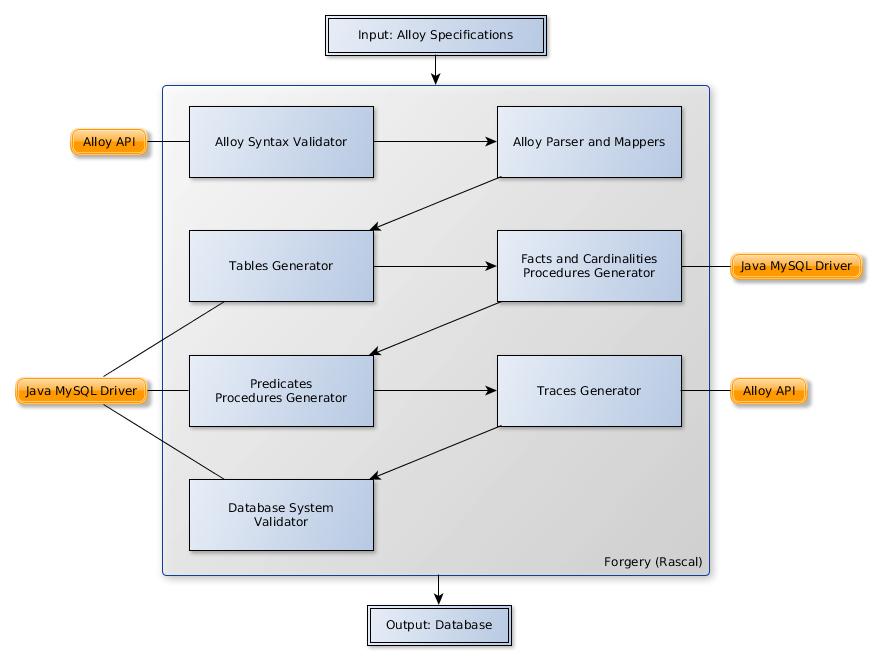 Input: Alloy Specifications
Alloy API
Alloy Syntax Validator
Alloy Parser and Mappers
Tables Generator
Facts and Cardinalities
Procedures Generator
Java MySQL Driver
Java MySQL Driver
Predicates
Procedures Generator
Traces Generator
Alloy API
Database System
Validator
Forgery (Rascal)
Output: Database